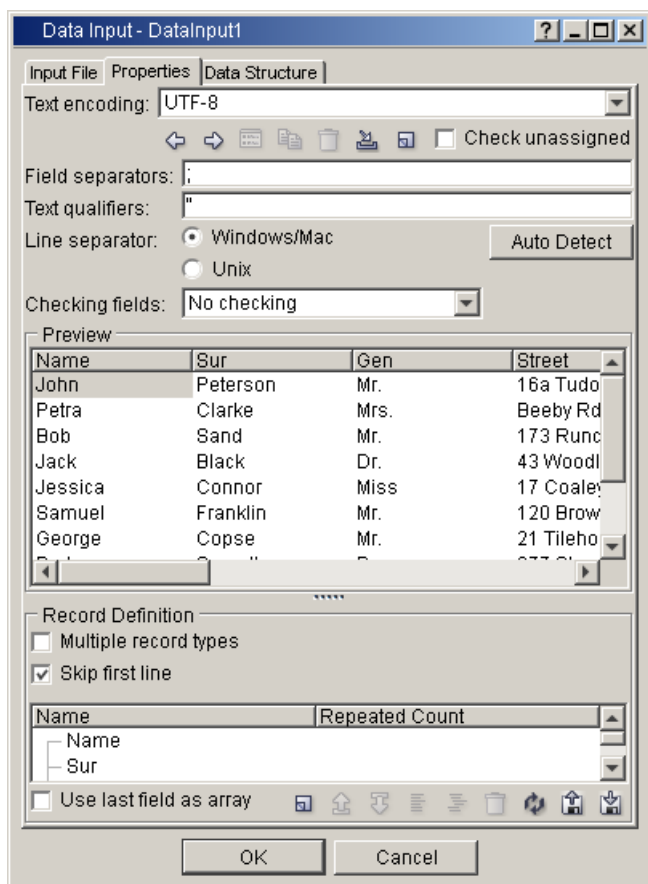 Data Input - DataInput1
Input File Properties Data Structure
Text encoding: UTF-8
Check unassigned
Field separators: ;
Text qualifiers: "
Line separator: Windows/Mac Auto Detect
Unix
Checking fields: No checking
Preview
Name Sur Gen Street
John Peterson Mr. 16a Tudo
Petra Clarke Mrs. Beeby Rd
Bob Sand Mr. 173 Runc
Jack Black Dr. 43 Woodl
Jessica Connor Miss 17 Coaley
Samuel Franklin Mr. 120 Brow
George Copse Mr. 21 Tileho
Record Definition
Multiple record types
Skip first line
Name Repeated Count
Name
Sur
Use last field as array
OK Cancel